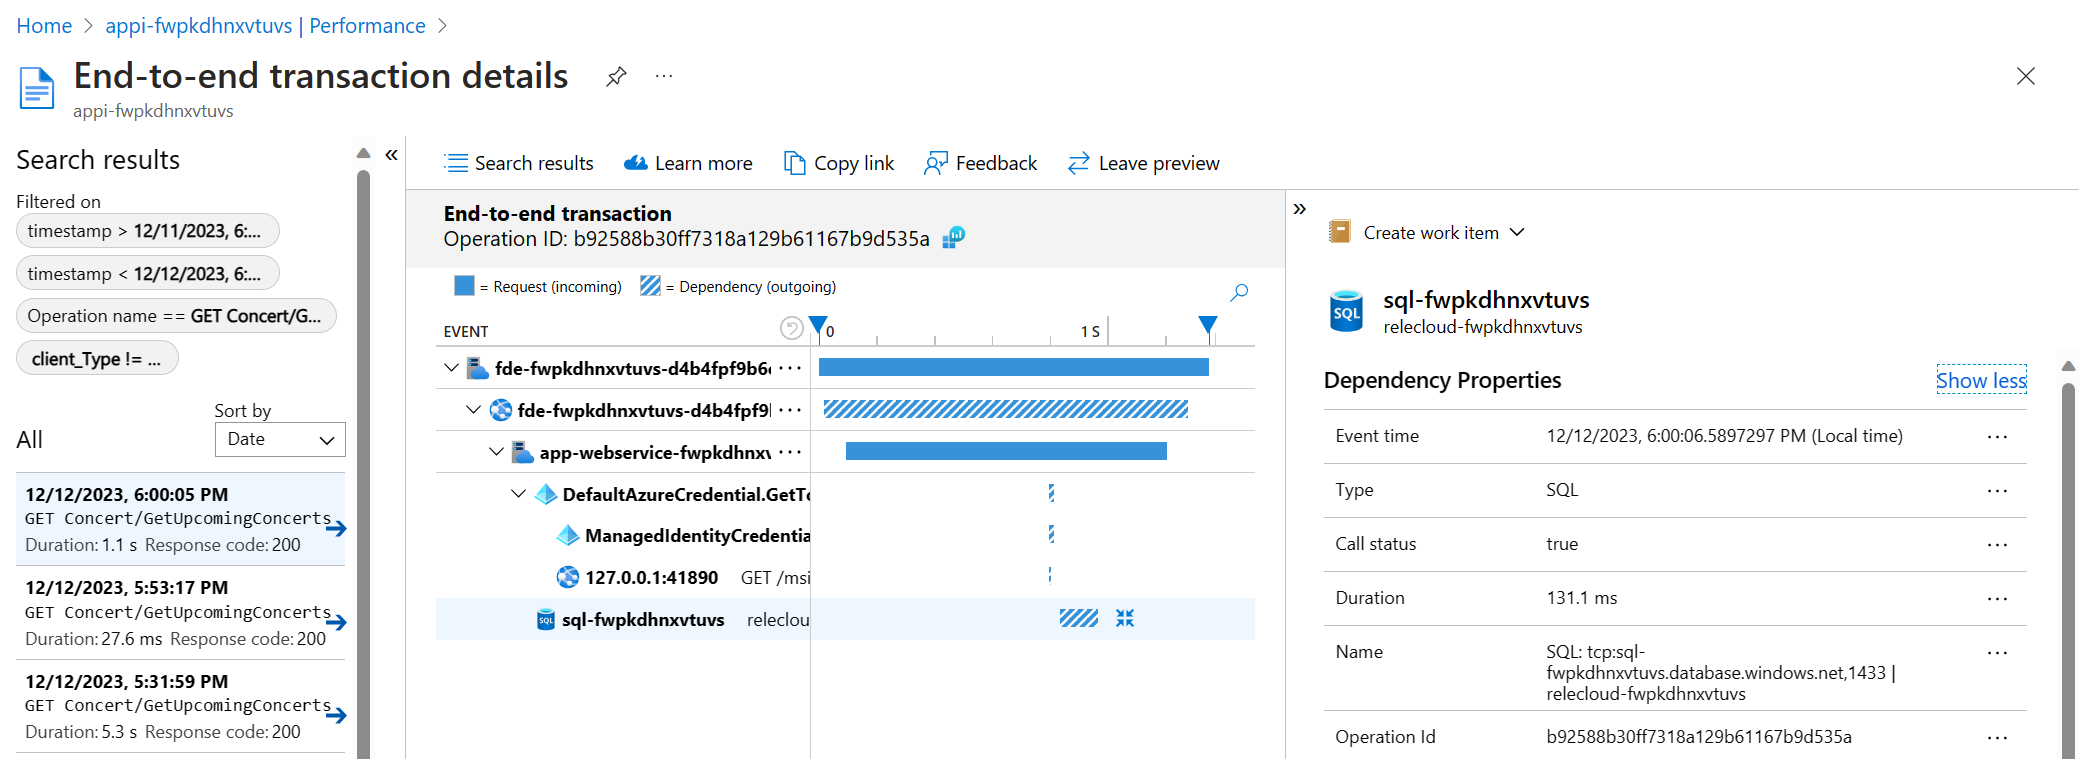 Home > appi-fwpkdhnxvtuvs | Performance >
End-to-end transaction details
appi-fwpkdhnxvtuvs
Search results
Filtered on
timestamp > 12/11/2023, 6:...
timestamp < 12/12/2023, 6:...
Operation name == GET Concert/G...
client_Type != ...
Sort by
All
Date
12/12/2023, 6:00:05 PM
GET Concert/GetUpcomingConcerts
Duration: 1.1 s Response code: 200
12/12/2023, 5:53:17 PM
GET Concert/GetUpcomingConcerts
Duration: 27.6 ms Response code: 200
12/12/2023, 5:31:59 PM
GET Concert/GetUpcomingConcerts
Duration: 5.3 s Response code: 200
Search results Learn more Copy link Feedback Leave preview
End-to-end transaction
Operation ID: b92588b30ff7318a129b61167b9d535a
= Request (incoming) = Dependency (outgoing)
EVENT 0 1 S
fde-fwpkdhnxvtuvs-d4b4fpf9b6 ...
fde-fwpkdhnxvtuvs-d4b4fpf9 ...
app-webservice-fwpkdhnxv ...
DefaultAzureCredential.GetTo
ManagedIdentityCredentia
127.0.0.1:41890 GET /msi
SQL sql-fwpkdhnxvtuvs releclou
Create work item
SQL
sql-fwpkdhnxvtuvs
relecloud-fwpkdhnxvtuvs
Dependency Properties Show less
Event time 12/12/2023, 6:00:06.5897297 PM (Local time) ...
Type SQL ...
Call status true ...
Duration 131.1 ms ...
Name SQL: tcp:sql-
fwpkdhnxvtuvs.database.windows.net,1433 |
relecloud-fwpkdhnxvtuvs ...
Operation Id b92588b30ff7318a129b61167b9d535a ...